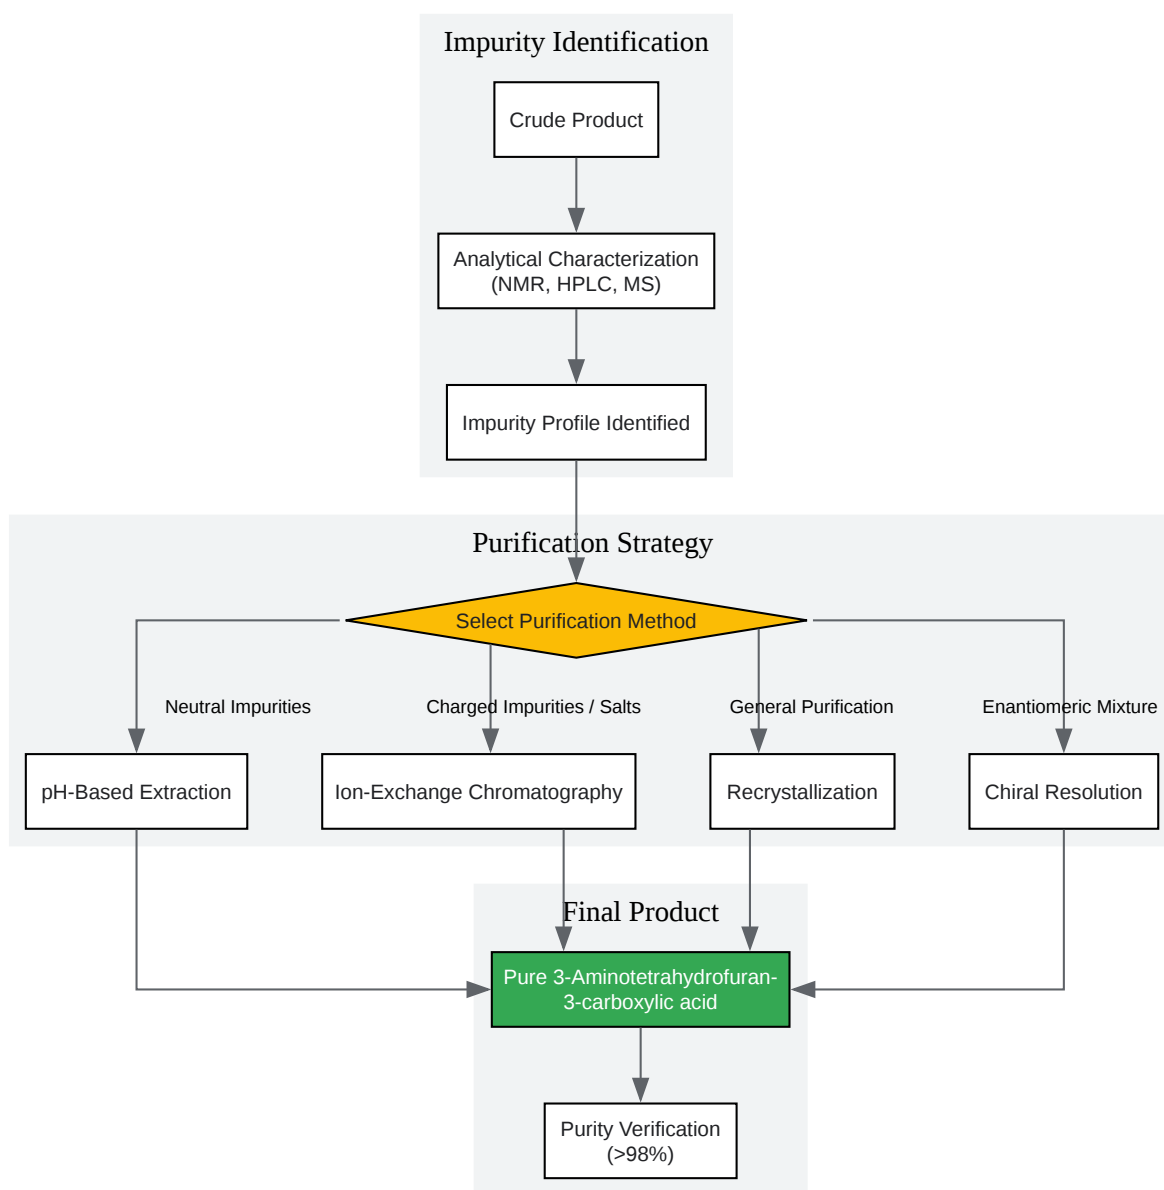 Impurity Identification
Crude Product
Analytical Characterization
(NMR, HPLC, MS)
Impurity Profile Identified
Purification Strategy
Select Purification Method
Neutral Impurities
Charged Impurities / Salts
General Purification
Enantiomeric Mixture
pH-Based Extraction
Ion-Exchange Chromatography
Recrystallization
Chiral Resolution
Final Product
Pure 3-Aminotetrahydrofuran-
3-carboxylic acid
Purity Verification
(>98%)